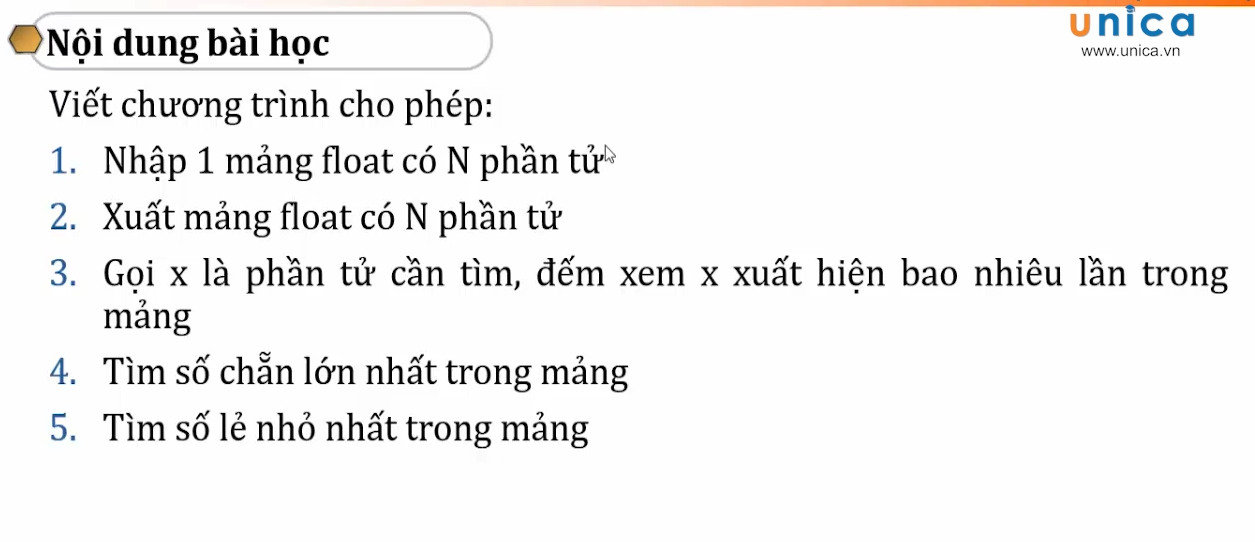 unica
www.unica.vn
Nội dung bài học
Viết chương trình cho phép:
1. Nhập 1 mảng float có N phần tử
2. Xuất mảng float có N phần tử
3. Gọi x là phần tử cần tìm, đếm xem x xuất hiện bao nhiêu lần trong
mảng
4. Tìm số chẵn lớn nhất trong mảng
5. Tìm số lẻ nhỏ nhất trong mảng